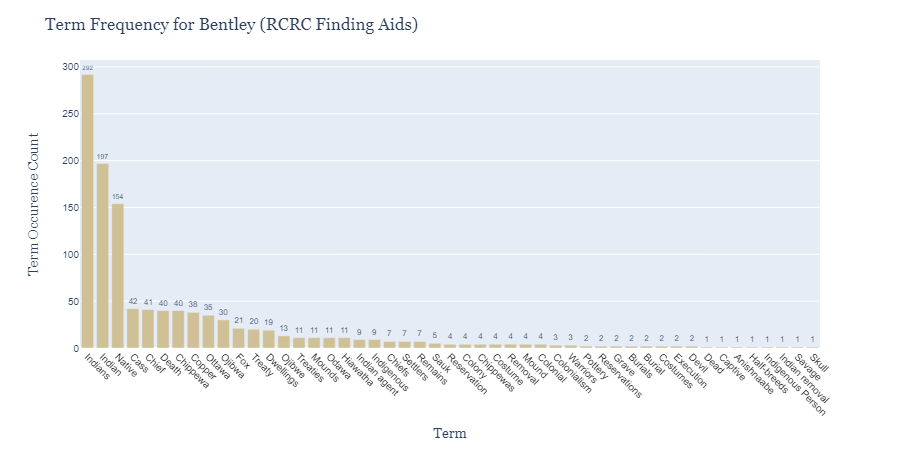 Term Frequency for Bentley (RCRC Finding Aids)
Term Occurence Count
300
250
200
150
100
50
0
292
197
154
42
41
40
40
38
35
30
21
20
19
13
11
11
11
11
9
9
7
7
7
5
4
4
4
4
4
4
4
3
3
2
2
2
2
2
2
2
2
1
1
1
1
1
1
1
1
Indians
Indian
Native
Cass
Chief
Death
Chippewa
Copper
Ottawa
Ojibwa
Fox
Treaty
Dwellings
Ojibwe
Treaties
Mounds
Odawa
Hiawatha
Indian agent
Indigenous
Chiefs
Settlers
Remains
Sauk
Reservation
Colony
Chippewas
Costume
Removal
Mound
Colonial
Colonialism
Warriors
Pottery
Reservations
Grave
Burials
Burial
Costumes
Execution
Devil
Dead
Captive
Anishnaabe
Half-breeds
Indigenous Person
Indian removal
Savage
Skull
Term